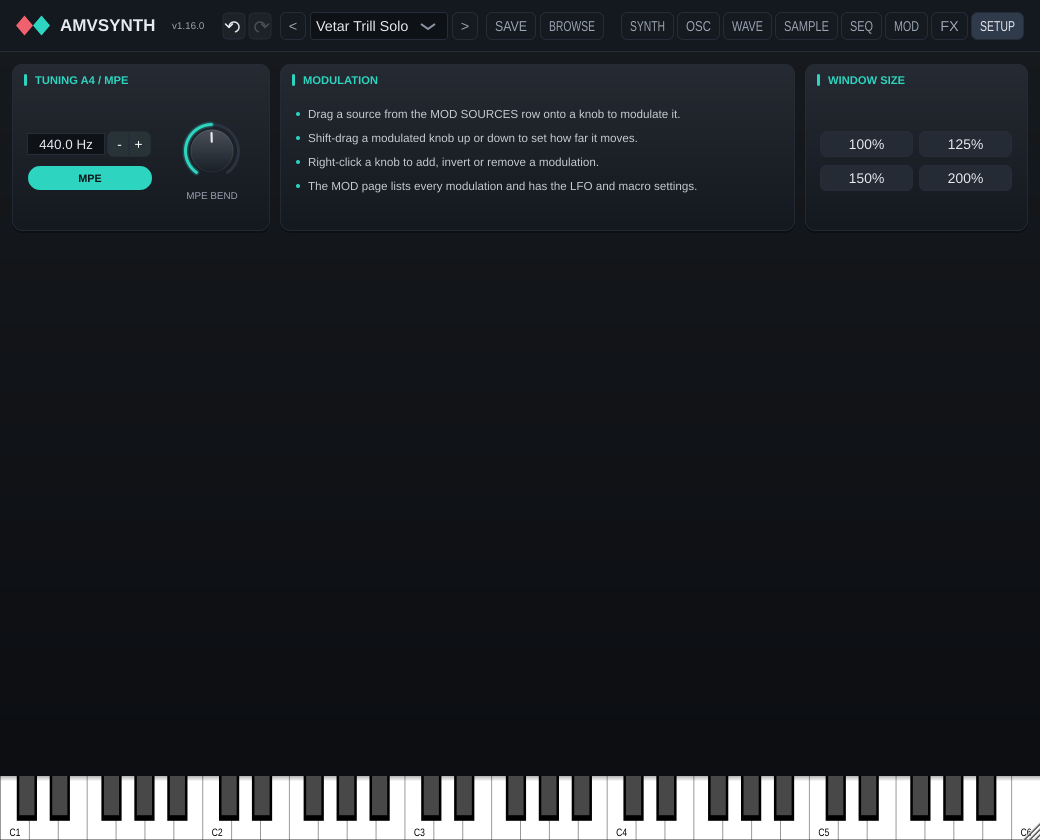 AMVSYNTH v1.16.0 < Vetar Trill Solo > SAVE BROWSE SYNTH OSC WAVE SAMPLE SEQ MOD FX SETUP
TUNING A4 / MPE
440.0 Hz - +
MPE
MPE BEND
MODULATION
• Drag a source from the MOD SOURCES row onto a knob to modulate it.
• Shift-drag a modulated knob up or down to set how far it moves.
• Right-click a knob to add, invert or remove a modulation.
• The MOD page lists every modulation and has the LFO and macro settings.
WINDOW SIZE
100% 125%
150% 200%
C1 C2 C3 C4 C5 C6